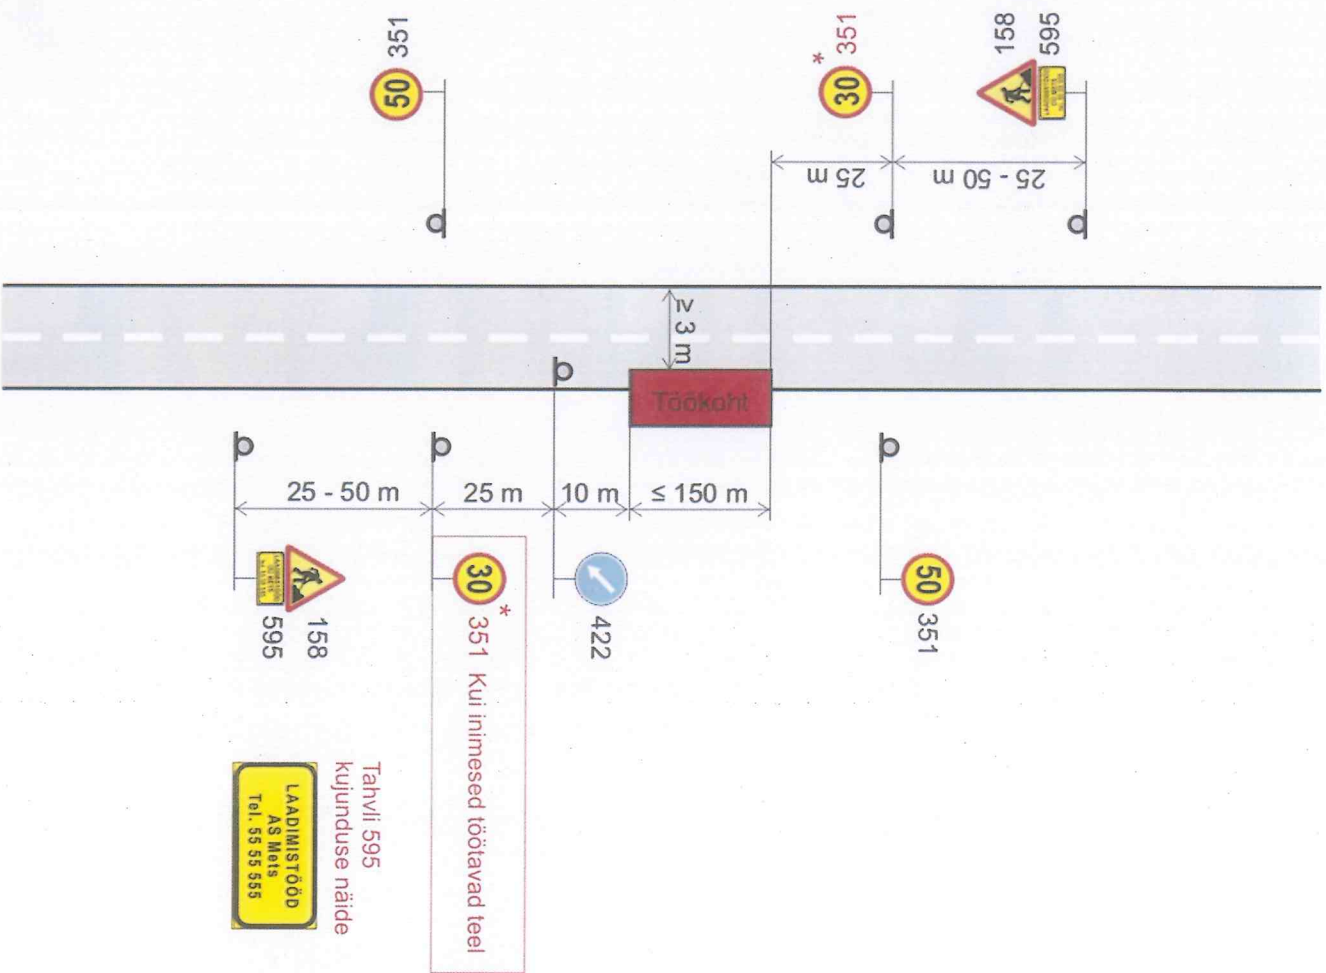 50
351
30
*
351
158
595
25 m
25 - 50 m
≥ 3 m
Töökoht
25 - 50 m
25 m
10 m
≤ 150 m
595
158
30
*
351 Kui inimesed töötavad teel
422
50
351
Tahvli 595
kujunduse näide
LAADIMISTÖÖD
AS Mets
Tel. 55 55 555